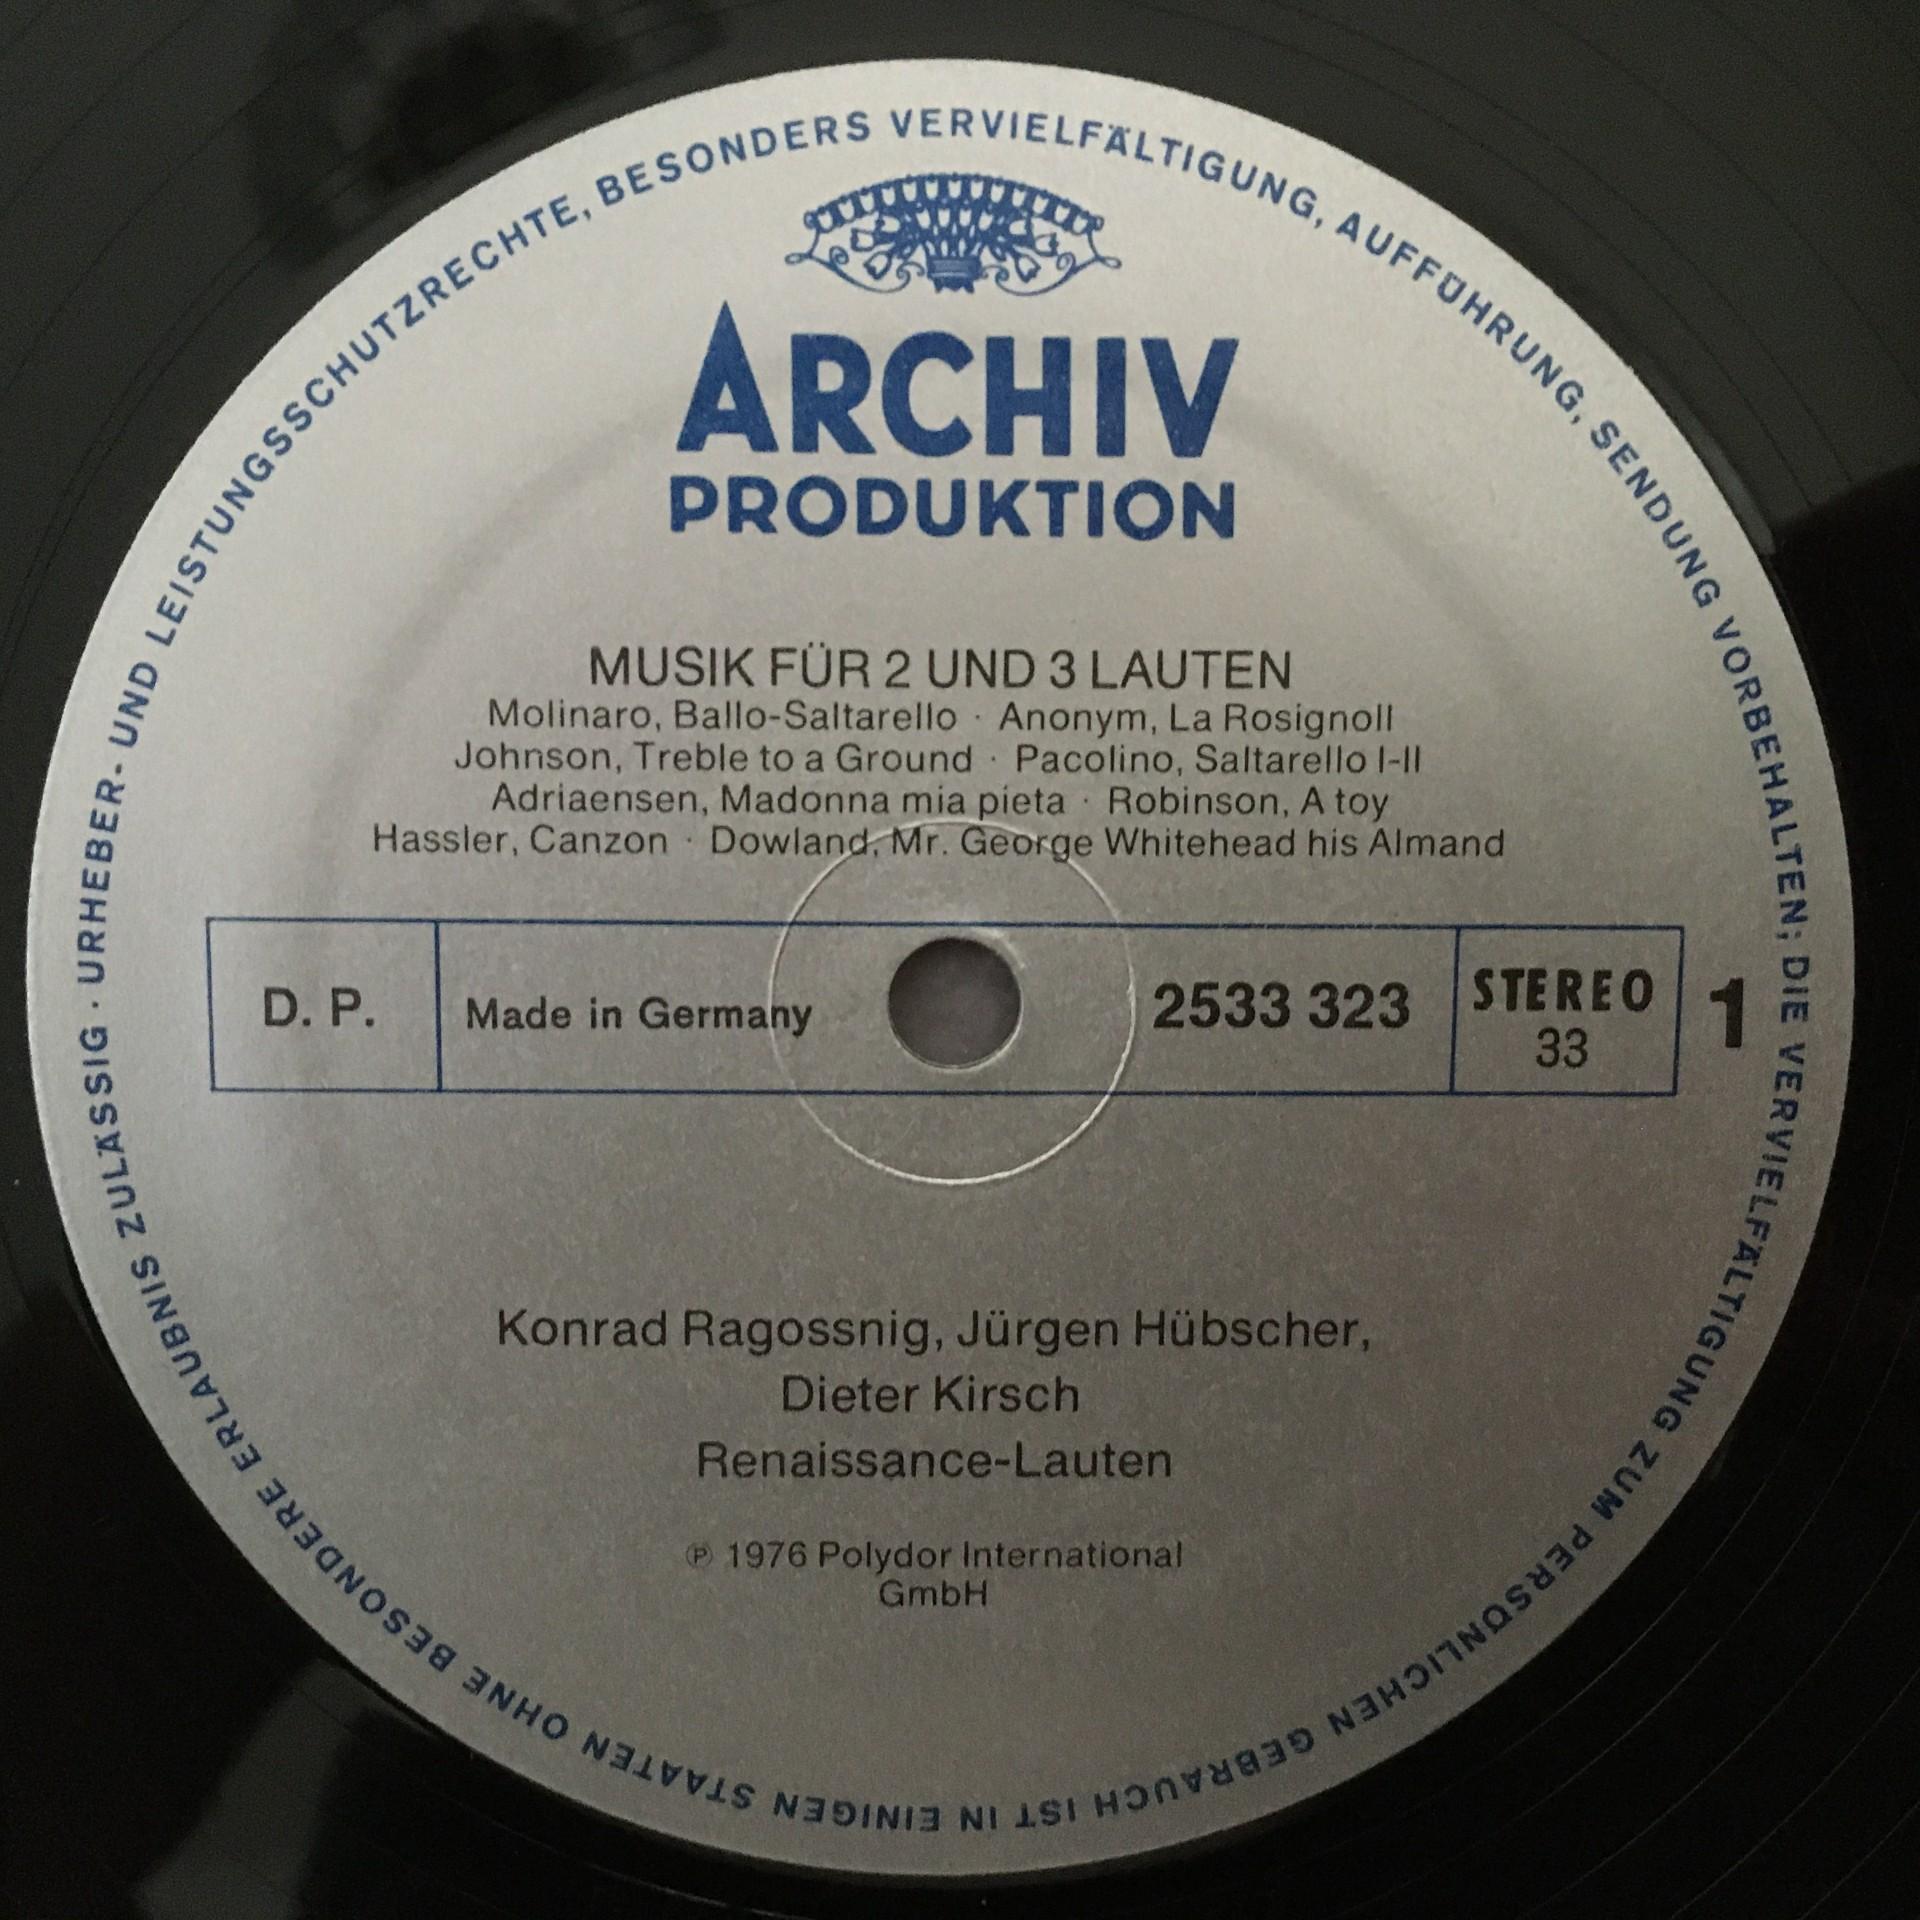 URHEBER- UND LEISTUNGSSCHUTZRECHTE, BESONDERS VERVIELFÄLTIGUNG, AUFFÜHRUNG, SENDUNG VORBEHALTEN; DIE VERVIELFÄLTIGUNG ZUM PERSÖNLICHEN GEBRAUCH IST IN EINIGEN STAATEN OHNE BESONDERE ERLAUBNIS ZULÄSSIG ·
ARCHIV
PRODUKTION
MUSIK FÜR 2 UND 3 LAUTEN
Molinaro, Ballo-Saltarello · Anonym, La Rosignoll
Johnson, Treble to a Ground · Pacolino, Saltarello I-II
Adriaensen, Madonna mia pieta · Robinson, A toy
Hassler, Canzon · Dowland, Mr. George Whitehead his Almand
D. P. Made in Germany 2533 323 STEREO 1
33
Konrad Ragossnig, Jürgen Hübscher,
Dieter Kirsch
Renaissance-Lauten
℗ 1976 Polydor International
GmbH